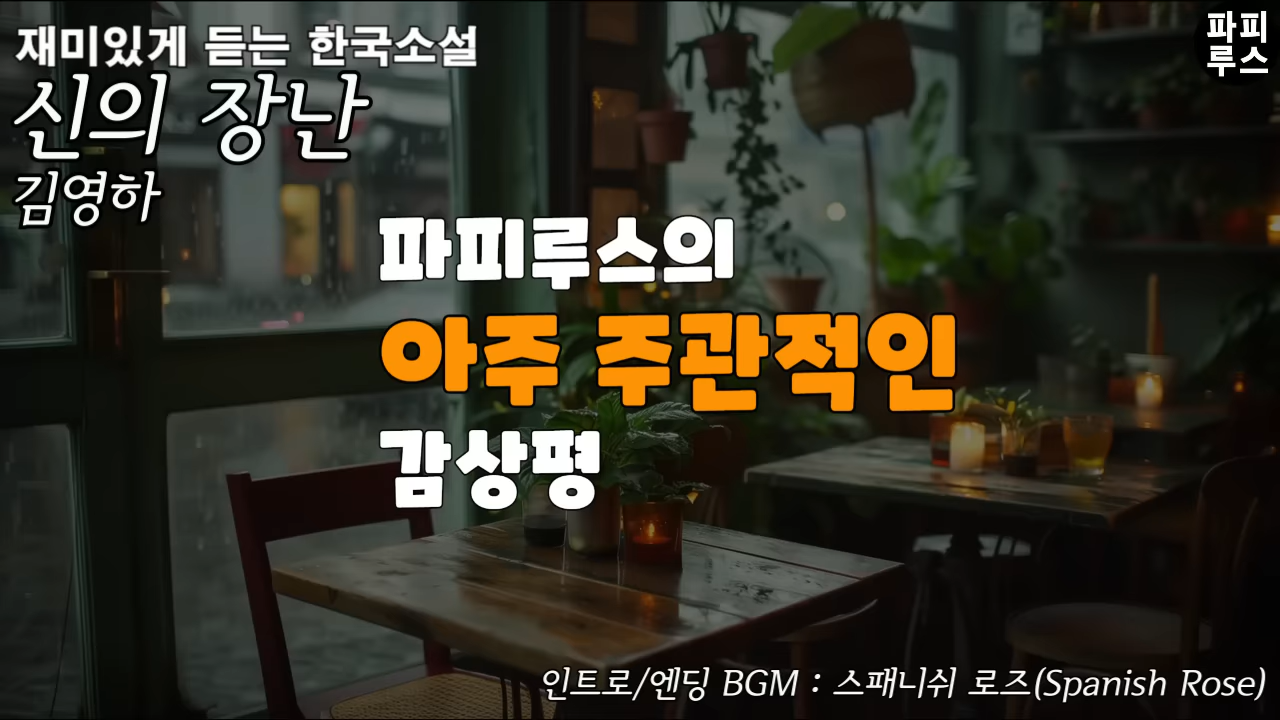 재미있게 듣는 한국소설
신의 장난
김영하
파피
루스
파피루스의
아주 주관적인
감상평
인트로/엔딩 BGM : 스패니쉬 로즈(Spanish Rose)